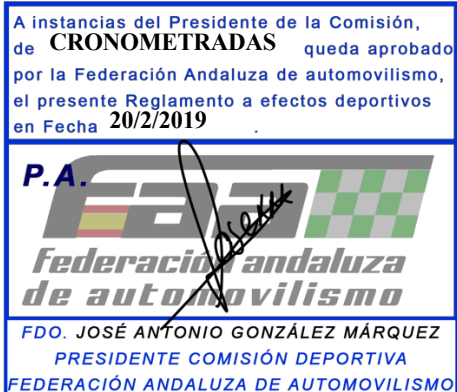 A instancias del Presidente de la Comisión,
de CRONOMETRADAS queda aprobado
por la Federación Andaluza de automovilismo,
el presente Reglamento a efectos deportivos
en Fecha 20/2/2019 .
P.A.
faa
federación andaluza
de automovilismo
FDO. JOSÉ ANTONIO GONZÁLEZ MÁRQUEZ
PRESIDENTE COMISIÓN DEPORTIVA
FEDERACIÓN ANDALUZA DE AUTOMOVILISMO